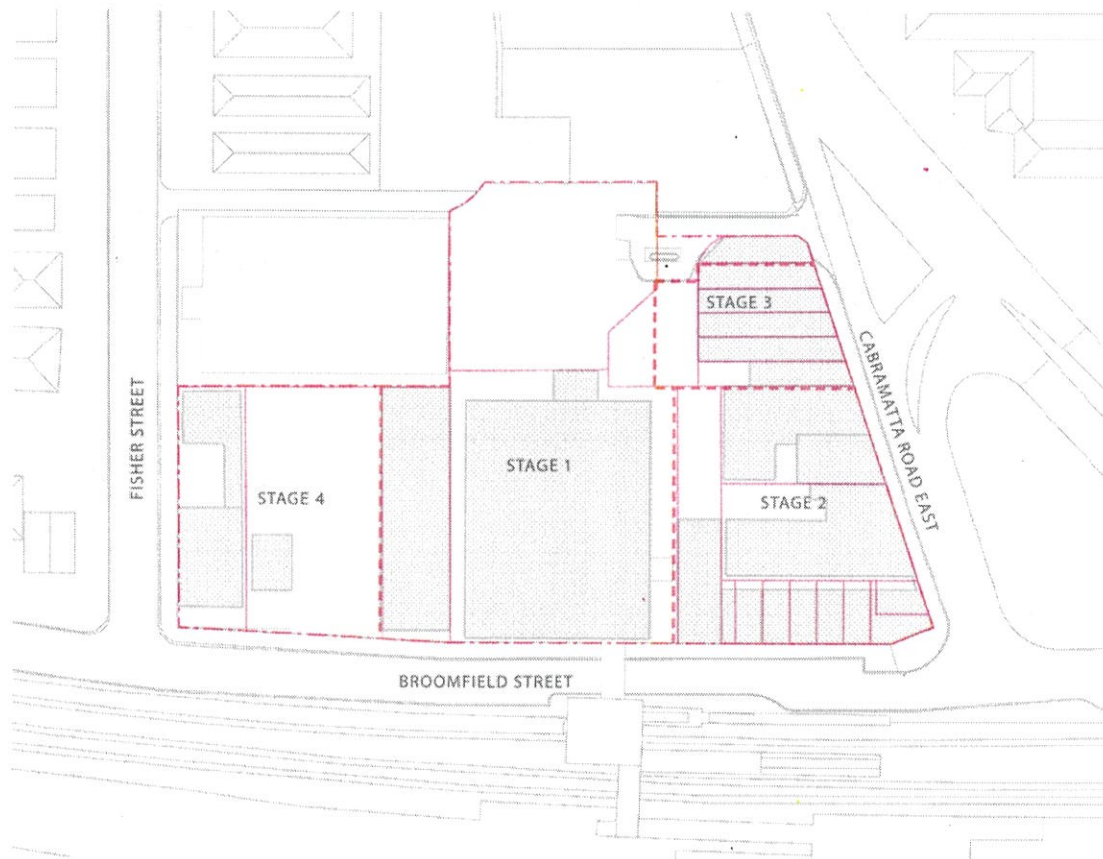 STAGE 3
CABRAMATTA ROAD EAST
FISHER STREET
STAGE 1
STAGE 4
STAGE 2
BROOMFIELD STREET